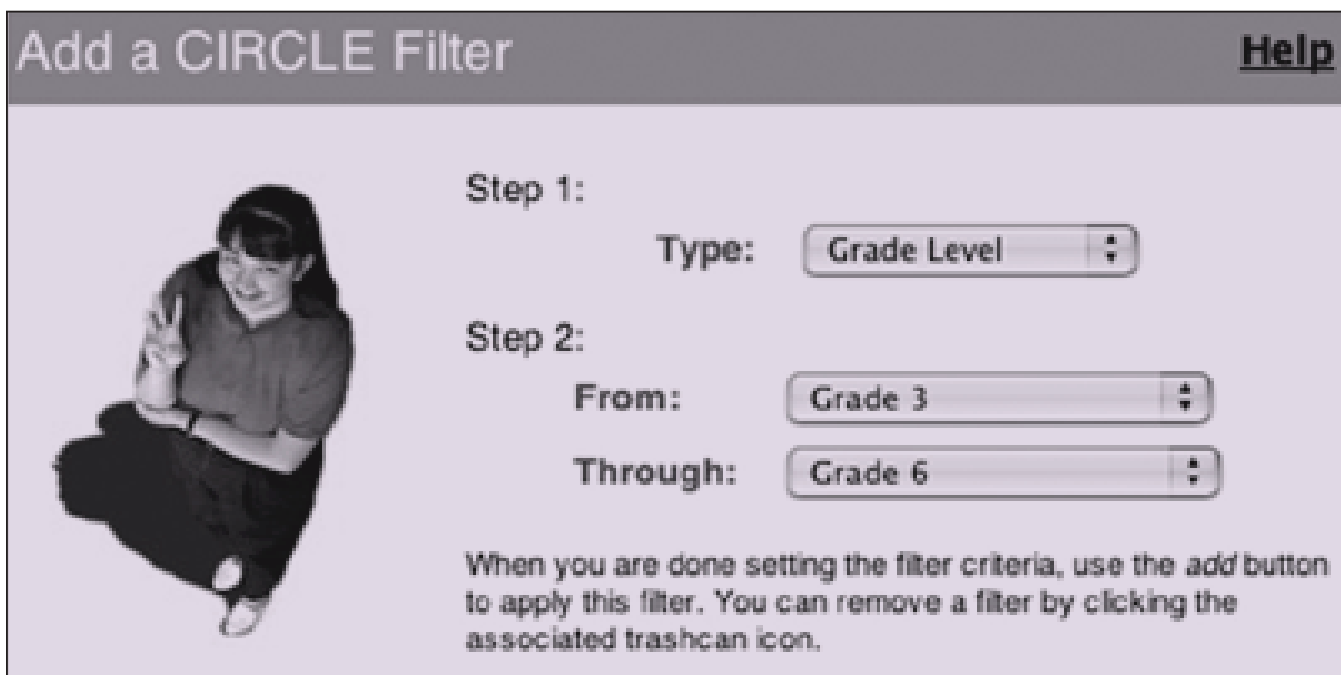 Add a CIRCLE Filter
Help
Step 1:
Type: Grade Level
Step 2:
From: Grade 3
Through: Grade 6
When you are done setting the filter criteria, use the add button
to apply this filter. You can remove a filter by clicking the
associated trashcan icon.